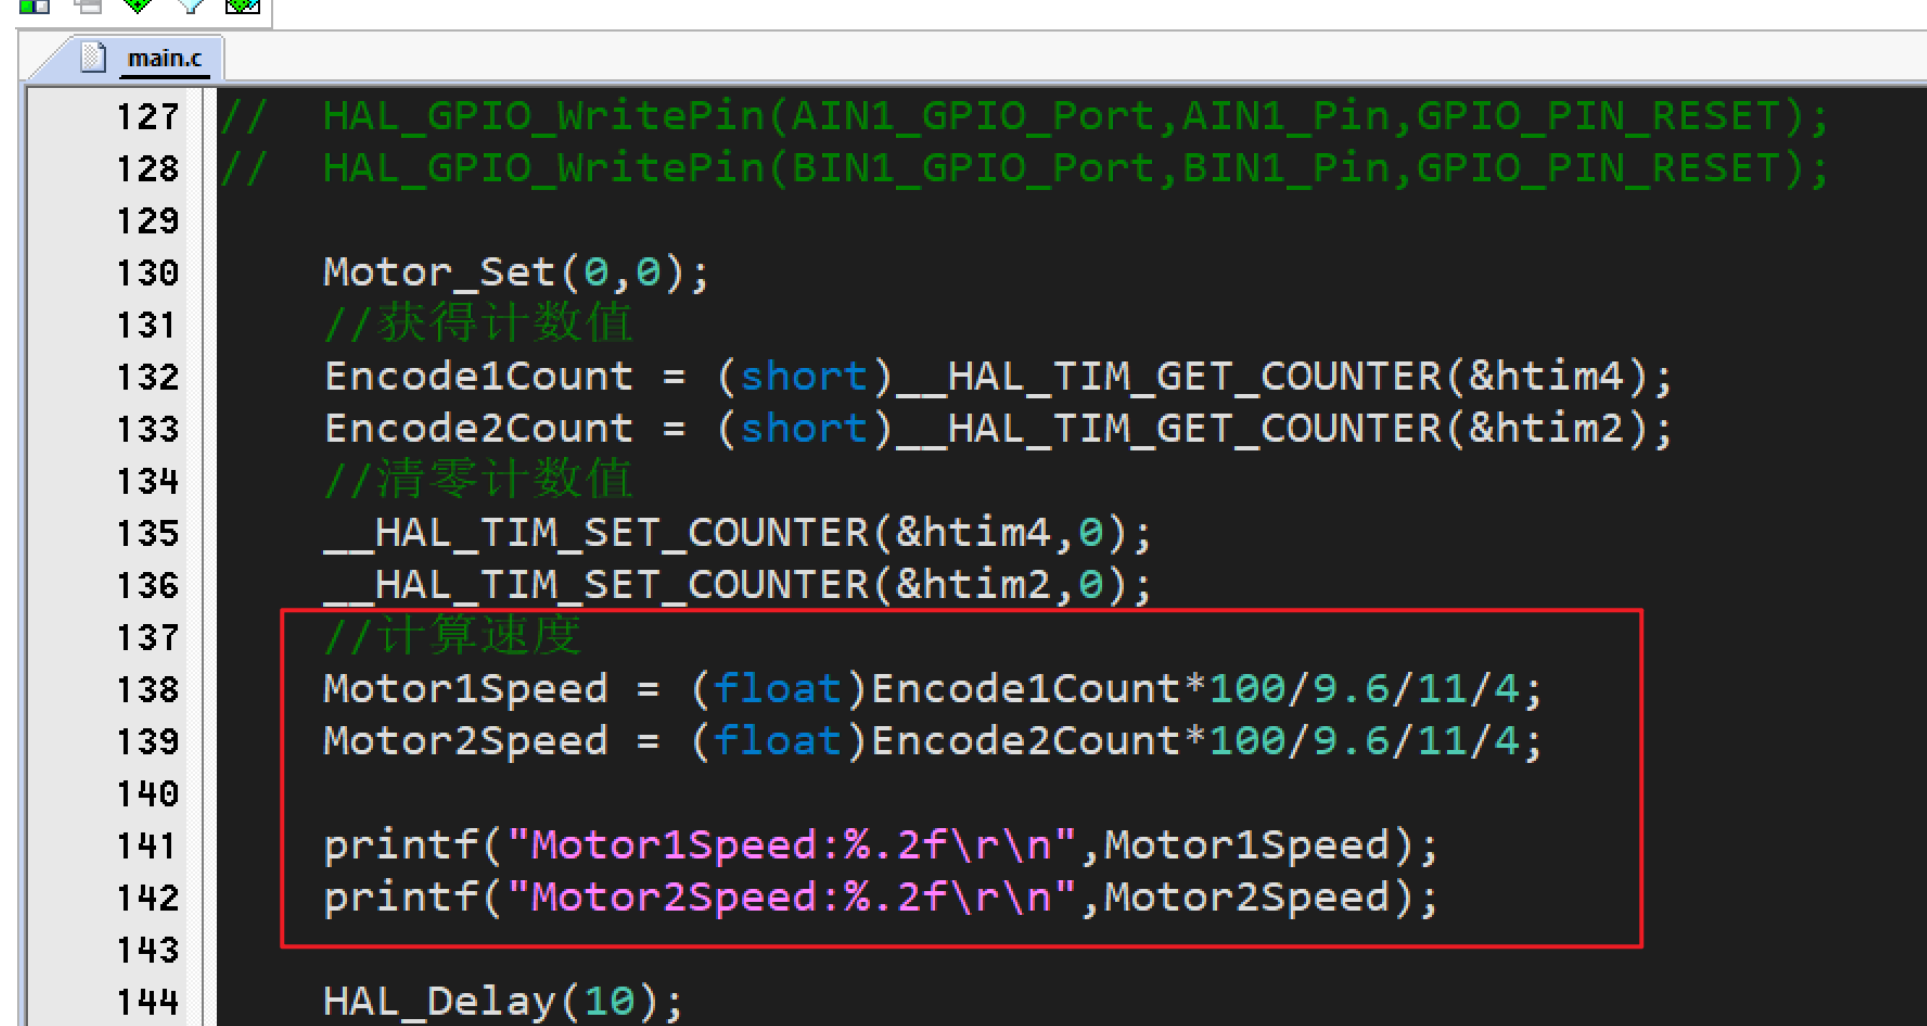 main.c
127 //  HAL_GPIO_WritePin(AIN1_GPIO_Port,AIN1_Pin,GPIO_PIN_RESET);
128 //  HAL_GPIO_WritePin(BIN1_GPIO_Port,BIN1_Pin,GPIO_PIN_RESET);
129
130     Motor_Set(0,0);
131     //获得计数值
132     Encode1Count = (short)__HAL_TIM_GET_COUNTER(&htim4);
133     Encode2Count = (short)__HAL_TIM_GET_COUNTER(&htim2);
134     //清零计数值
135     __HAL_TIM_SET_COUNTER(&htim4,0);
136     __HAL_TIM_SET_COUNTER(&htim2,0);
137     //计算速度
138     Motor1Speed = (float)Encode1Count*100/9.6/11/4;
139     Motor2Speed = (float)Encode2Count*100/9.6/11/4;
140
141     printf("Motor1Speed:%.2f\r\n",Motor1Speed);
142     printf("Motor2Speed:%.2f\r\n",Motor2Speed);
143
144     HAL_Delay(10);